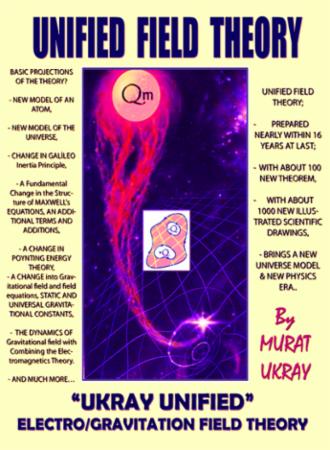 UNIFIED FIELD THEORY
BASIC PROJECTIONS
OF THE THEORY?
- NEW MODEL OF AN
ATOM,
- NEW MODEL OF THE
UNIVERSE,
- CHANGE IN GALİLEO
Inertia Principle,
- A Fundamental
Change in the Struc-
ture of MAXWELL's
EQUATIONS, AN ADDI-
TIONAL TERMS AND
ADDITIONS,
- A CHANGE IN
POYNTING ENERGY
THEORY,
- A CHANGE into Grav-
itational field and field
equations, STATIC AND
UNIVERSAL GRAVITA-
TIONAL CONSTANTS,
- THE DYNAMICS OF
Gravitational field with
Combining the Elec-
tromagnetics Theory.
- AND MUCH MORE...
Qm
UNIFIED FIELD
THEORY;
- PREPARED
NEARLY WITHIN 16
YEARS AT LAST;
- WITH ABOUT 100
NEW THEOREM,
- WITH ABOUT
1000 NEW ILLUS-
TRATED SCIENTIFIC
DRAWINGS,
- BRINGS A NEW
UNIVERSE MODEL
& NEW PHYSICS
ERA..
By
MURAT
UKRAY
"UKRAY UNIFIED"
ELECTRO/GRAVITATION FIELD THEORY